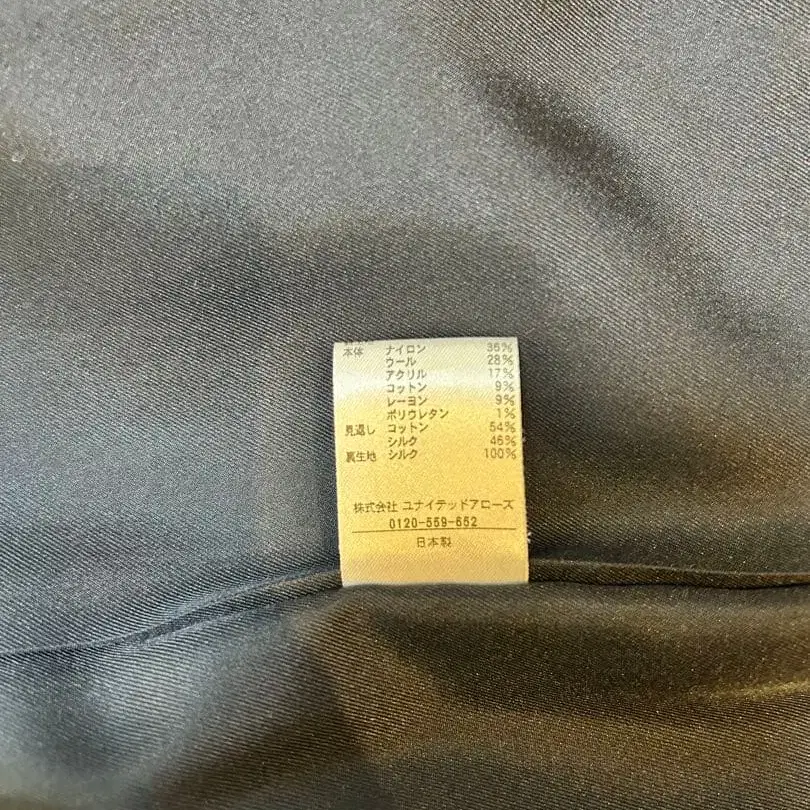 本体 ナイロン 36%
ウール 28%
アクリル 17%
コットン 9%
レーヨン 9%
ポリウレタン 1%
見返し コットン 54%
シルク 46%
裏生地 シルク 100%
株式会社 ユナイテッドアローズ
0120-559-652
日本製